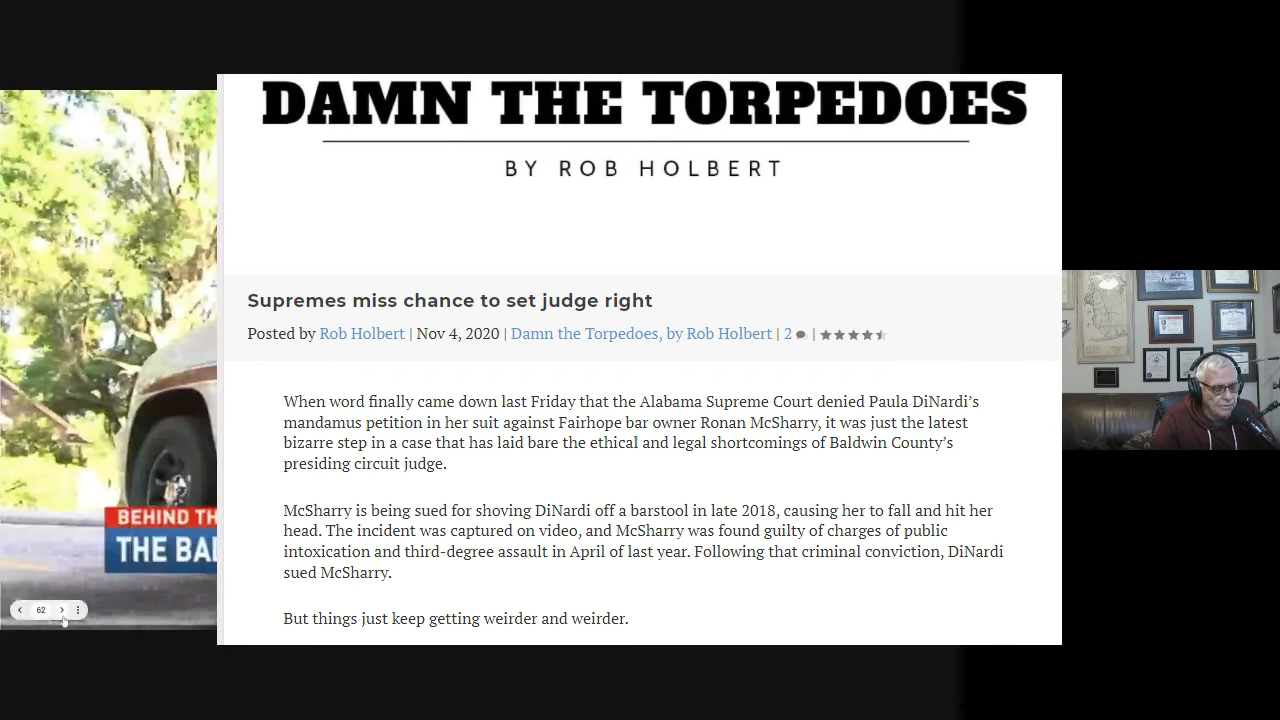 DAMN THE TORPEDOES
BY ROB HOLBERT
Supremes miss chance to set judge right
Posted by Rob Holbert | Nov 4, 2020 | Damn the Torpedoes, by Rob Holbert | 2 |
When word finally came down last Friday that the Alabama Supreme Court denied Paula DiNardi’s
mandamus petition in her suit against Fairhope bar owner Ronan McSharry, it was just the latest
bizarre step in a case that has laid bare the ethical and legal shortcomings of Baldwin County’s
presiding circuit judge.
McSharry is being sued for shoving DiNardi off a barstool in late 2018, causing her to fall and hit her
head. The incident was captured on video, and McSharry was found guilty of charges of public
intoxication and third-degree assault in April of last year. Following that criminal conviction, DiNardi
sued McSharry.
But things just keep getting weirder and weirder.
BEHIND TH
THE BAL
62